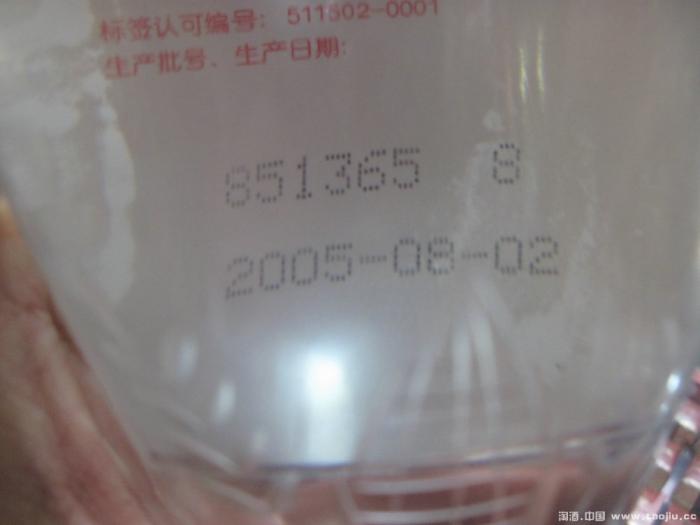 标签认可编号: 511502-0001
生产批号、生产日期:
851365 8
2005-08-02
淘酒.中国 www.taojiu.cc